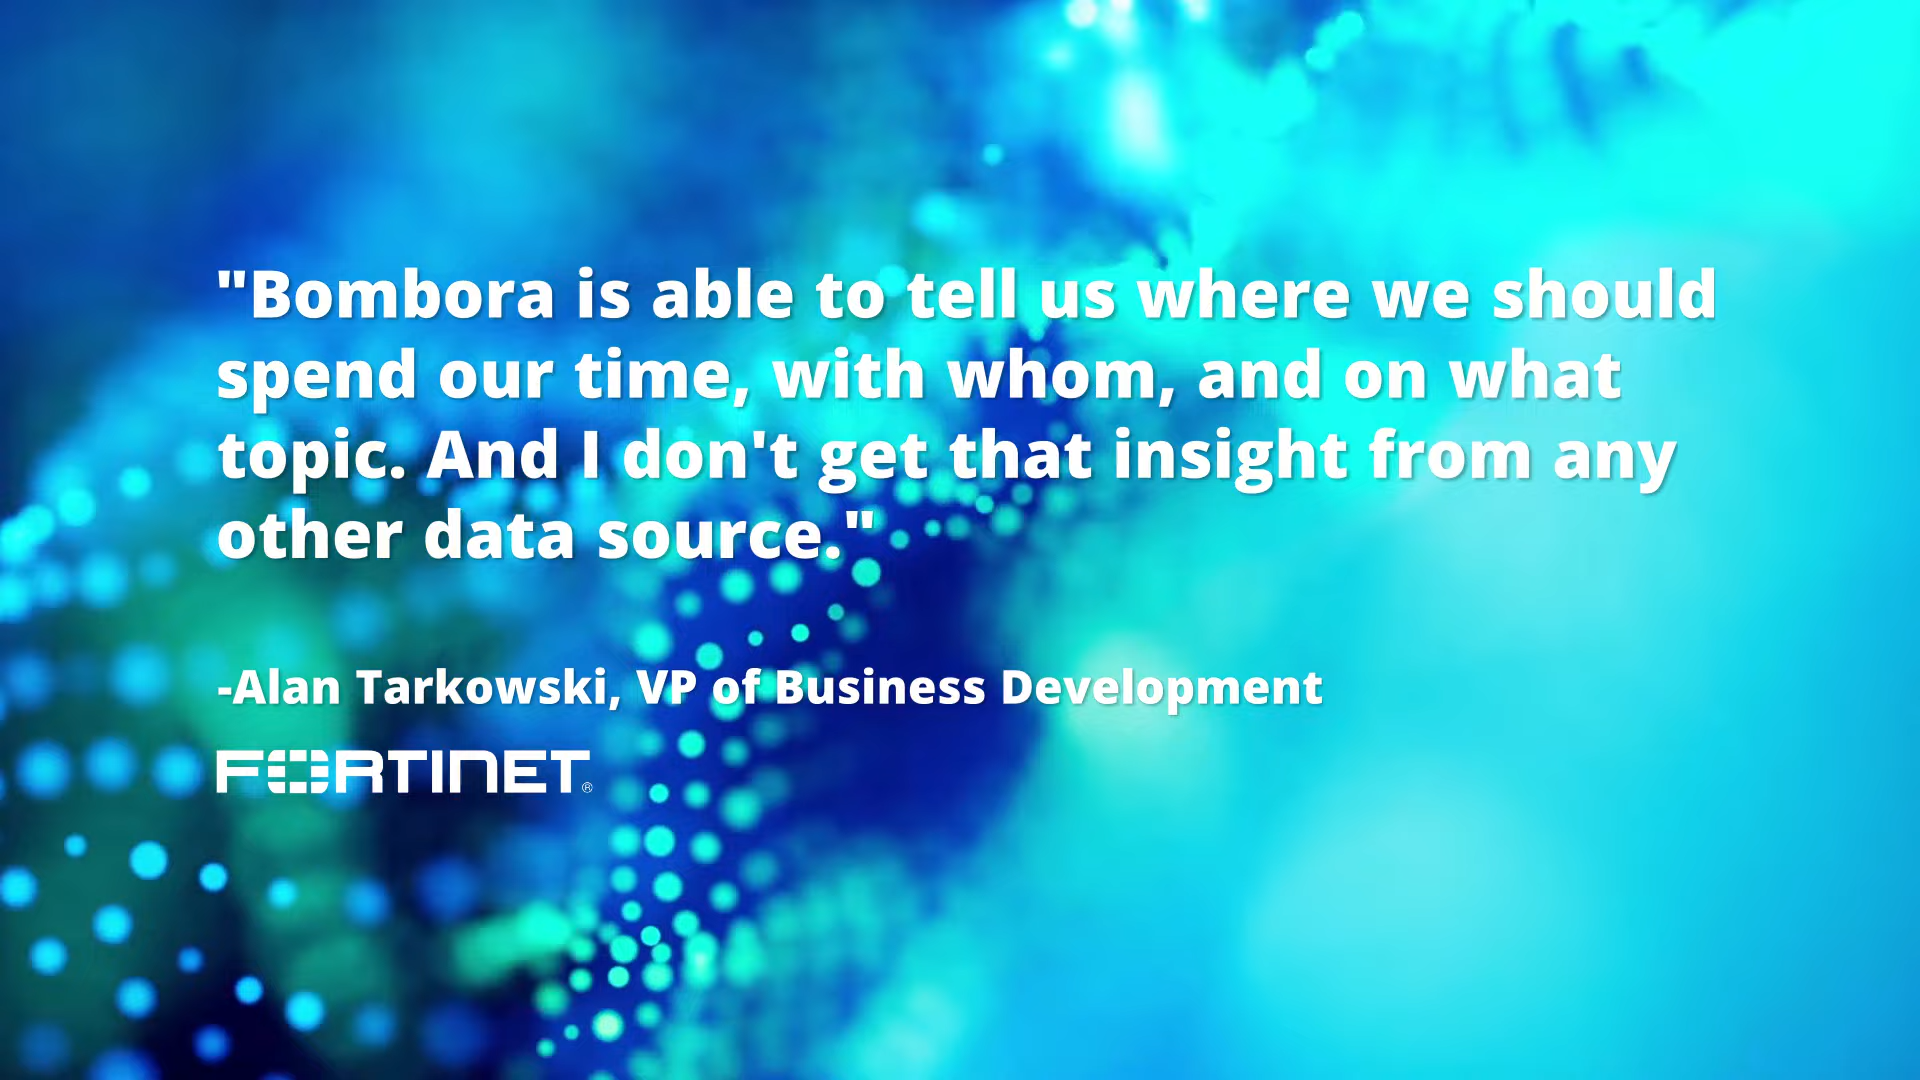 "Bombora is able to tell us where we should
spend our time, with whom, and on what
topic. And I don't get that insight from any
other data source."
-Alan Tarkowski, VP of Business Development
FORTINET®